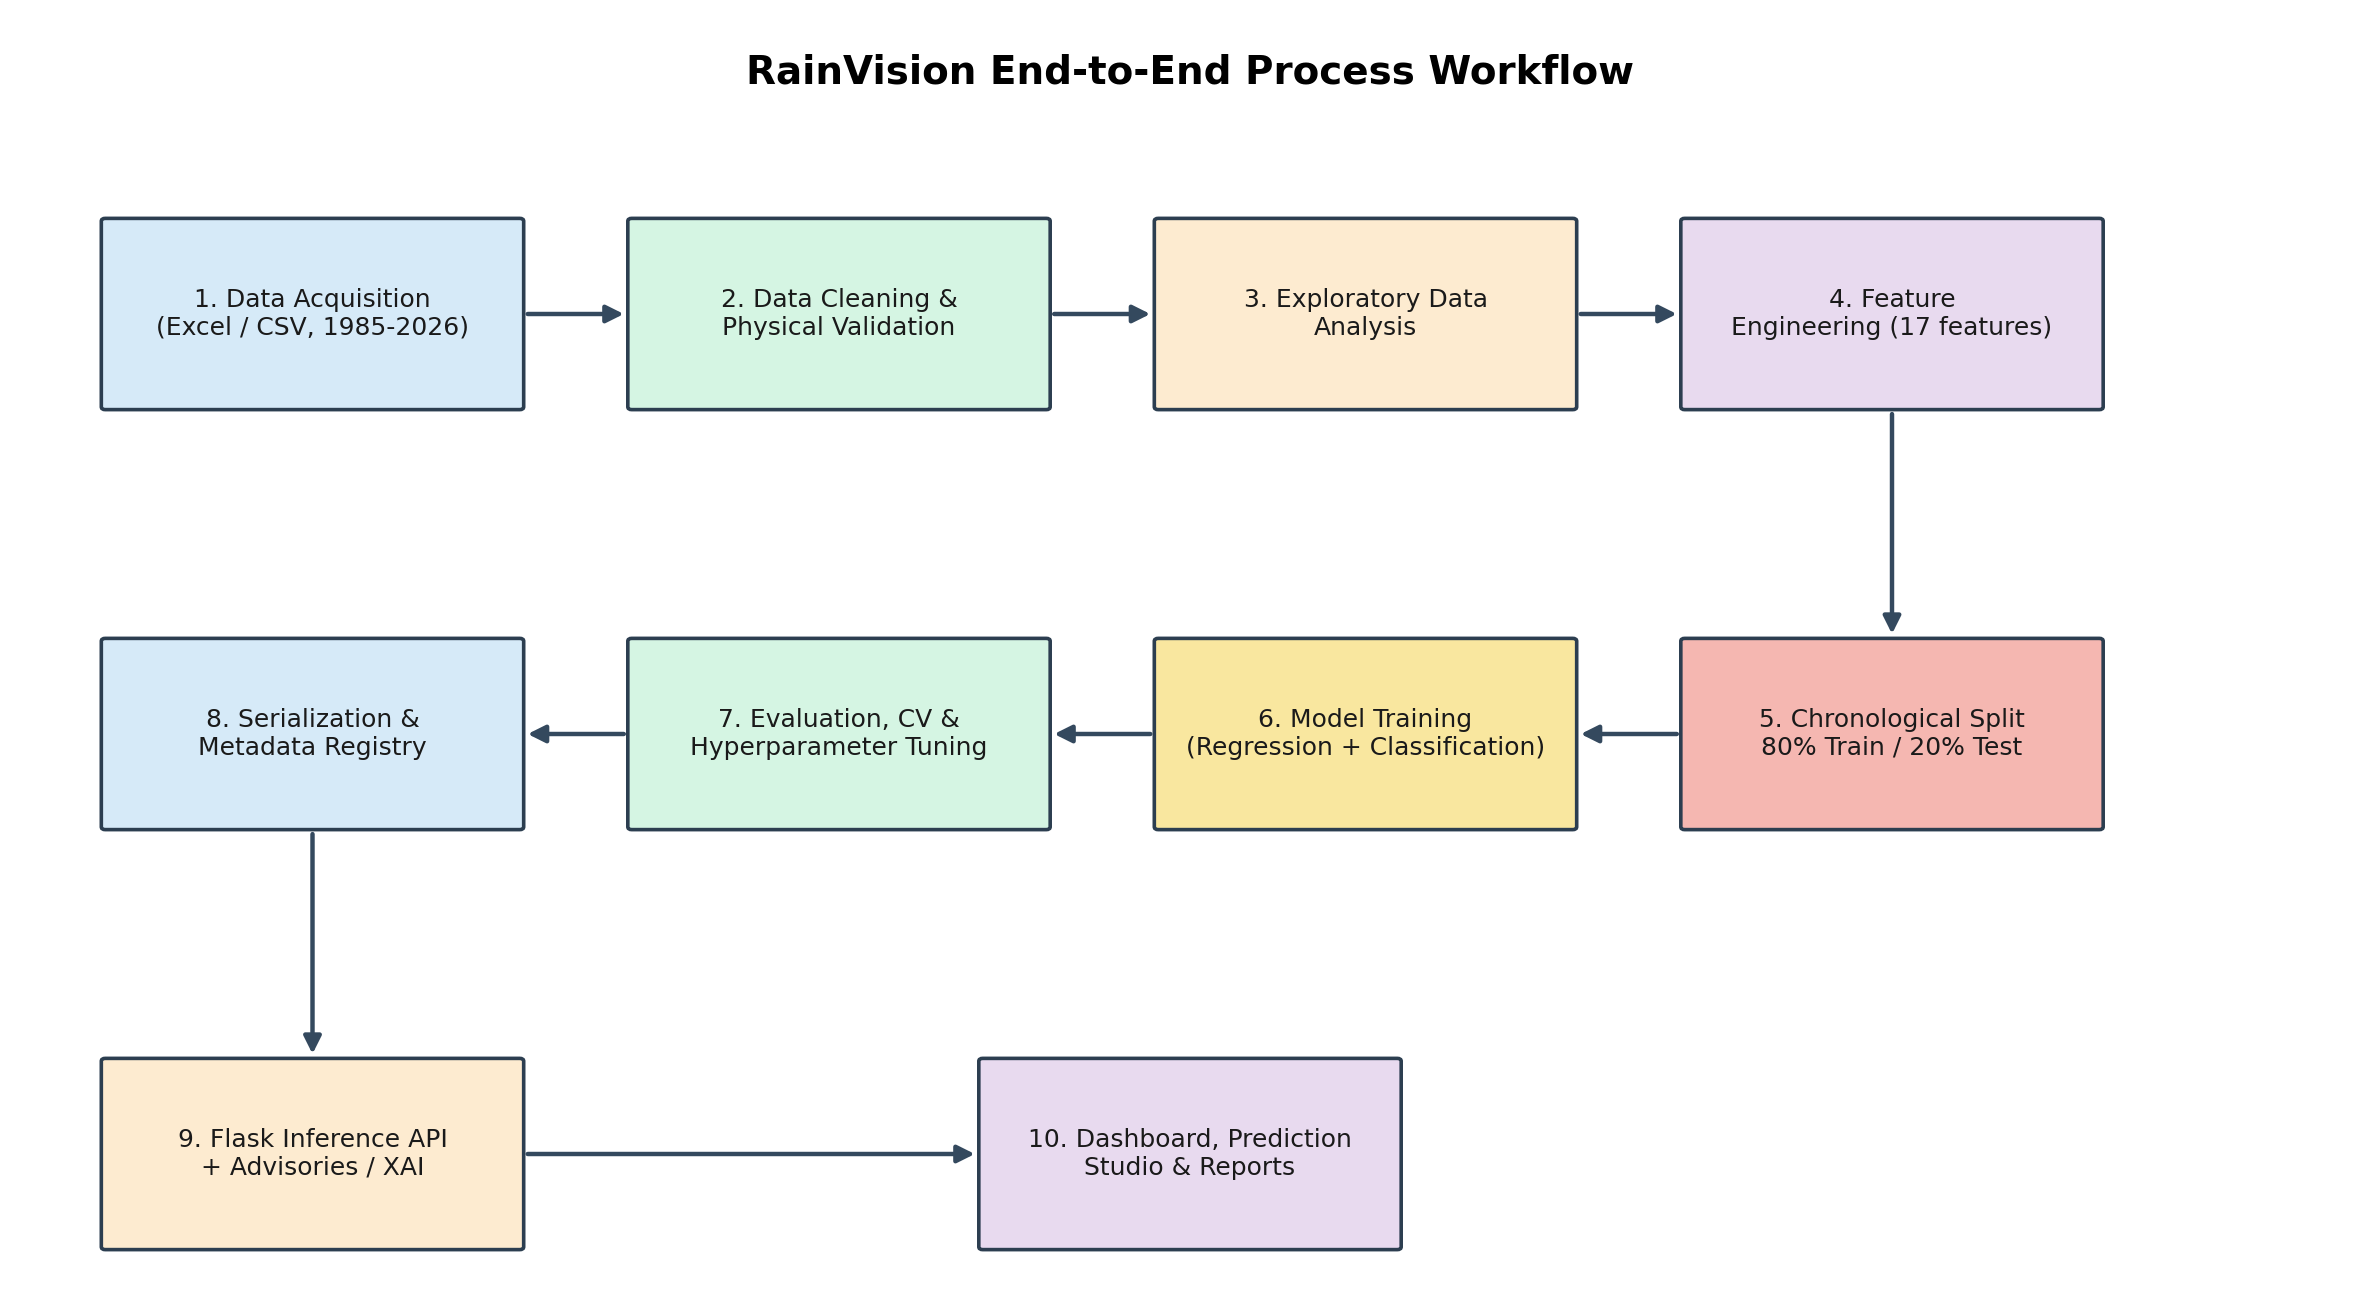 RainVision End-to-End Process Workflow
1. Data Acquisition
(Excel / CSV, 1985-2026)
2. Data Cleaning &
Physical Validation
3. Exploratory Data
Analysis
4. Feature
Engineering (17 features)
5. Chronological Split
80% Train / 20% Test
6. Model Training
(Regression + Classification)
7. Evaluation, CV &
Hyperparameter Tuning
8. Serialization &
Metadata Registry
9. Flask Inference API
+ Advisories / XAI
10. Dashboard, Prediction
Studio & Reports